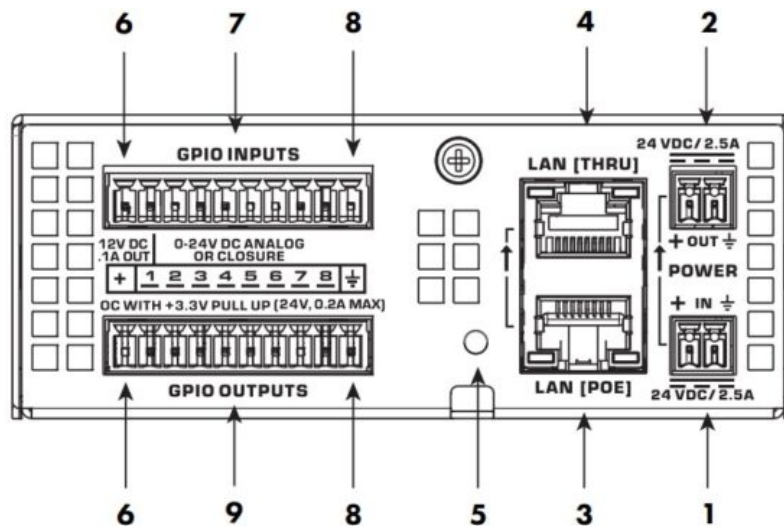 6 7 8 4 2
24 VDC/ 2.5A
GPIO INPUTS
LAN [THRU]
12V DC
.1A OUT
0-24V DC ANALOG
OR CLOSURE
+ OUT
POWER
+ 1 2 3 4 5 6 7 8
+ IN
OC WITH +3.3V PULL UP (24V, 0.2A MAX)
GPIO OUTPUTS
LAN [POE]
24 VDC/ 2.5A
6 9 8 5 3 1